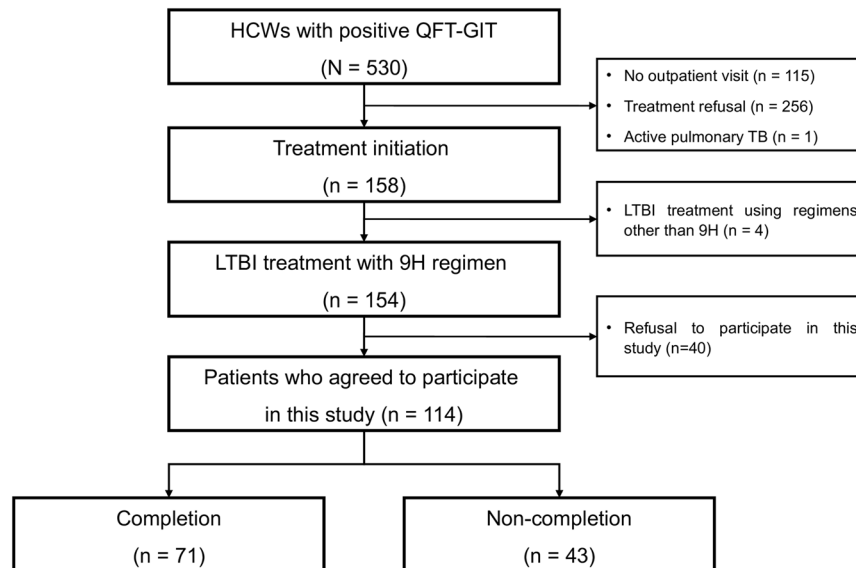 HCWs with positive QFT-GIT
(N = 530)
• No outpatient visit (n = 115)
• Treatment refusal (n = 256)
• Active pulmonary TB (n = 1)
Treatment initiation
(n = 158)
• LTBI treatment using regimens
other than 9H (n = 4)
LTBI treatment with 9H regimen
(n = 154)
• Refusal to participate in this
study (n=40)
Patients who agreed to participate
in this study (n = 114)
Completion
(n = 71)
Non-completion
(n = 43)